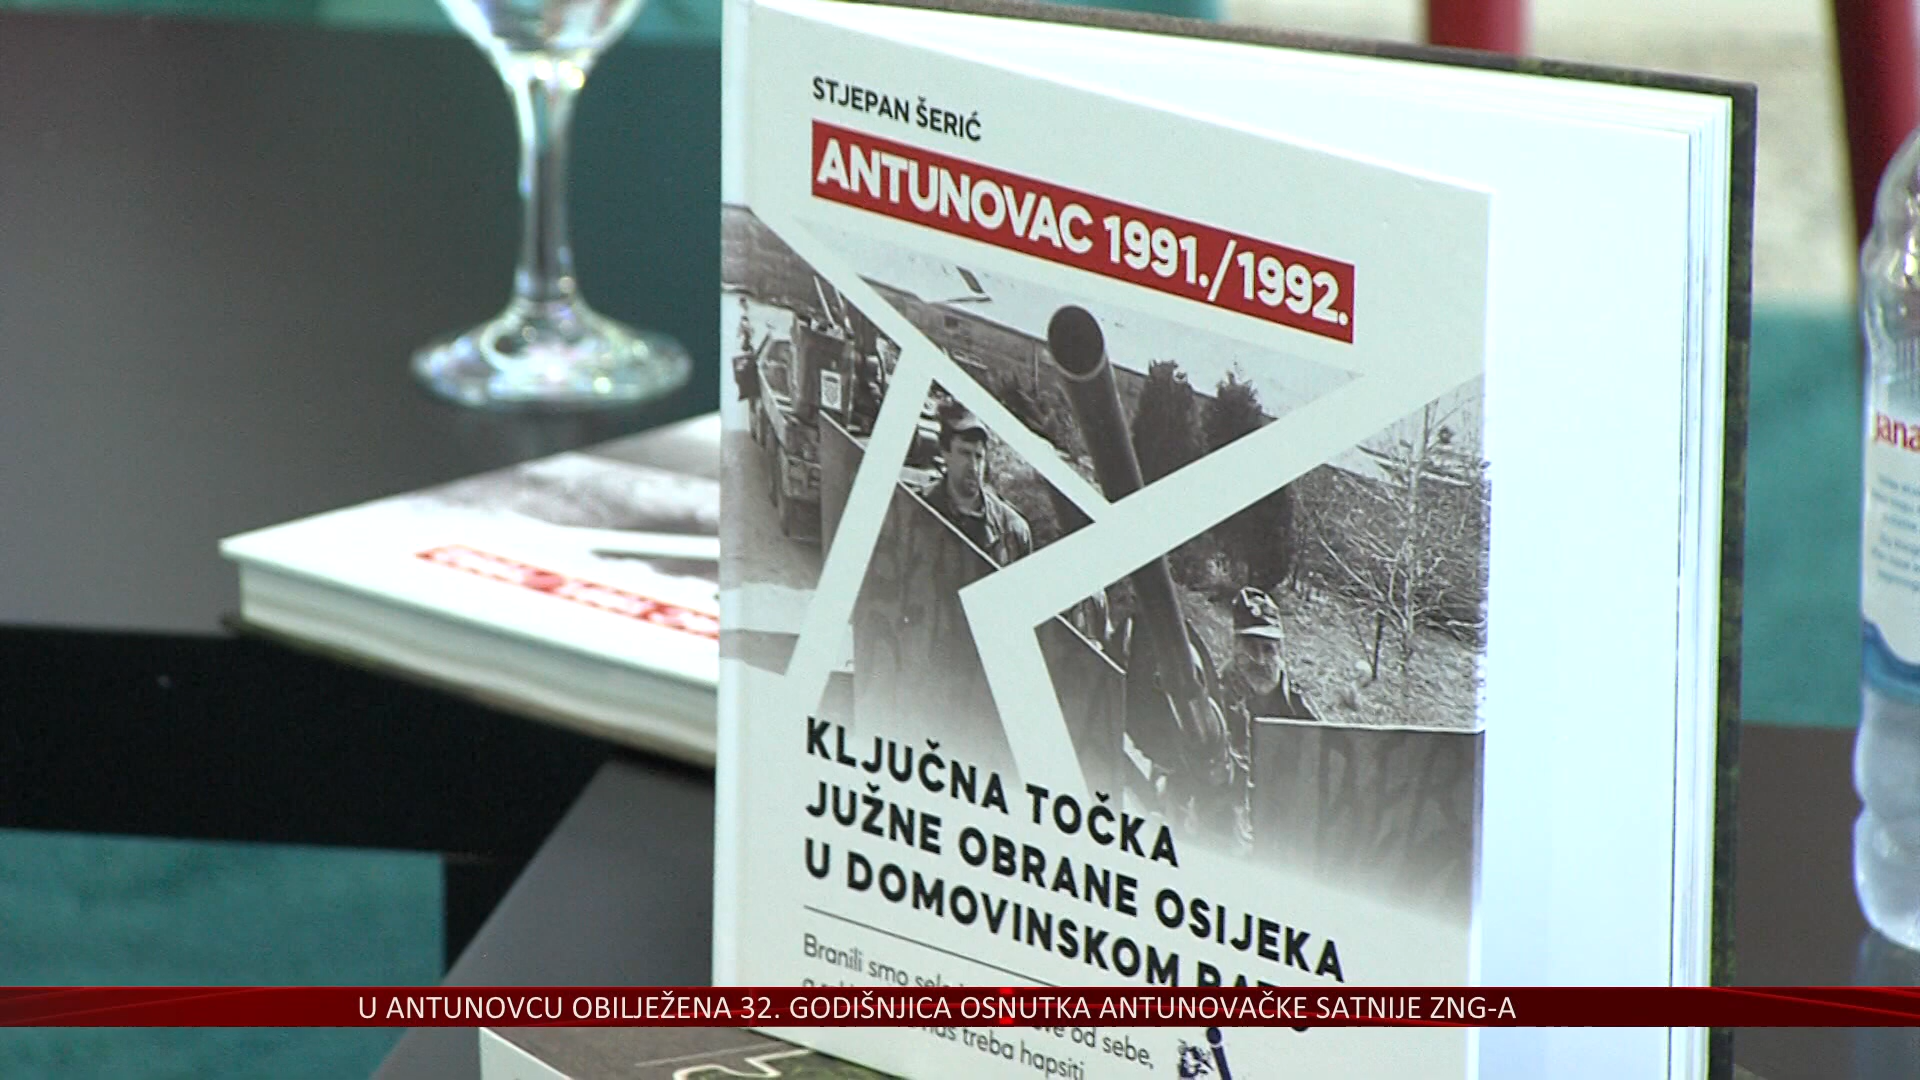 STJEPAN ŠERIĆ
ANTUNOVAC 1991./1992.
KLJUČNA TOČKA
JUŽNE OBRANE OSIJEKA
U DOMOVINSKOM
Branili smo
od sebe,
treba hapsiti
Jana
U ANTUNOVCU OBILJEŽENA 32. GODIŠNJICA OSNUTKA ANTUNOVAČKE SATNIJE ZNG-A